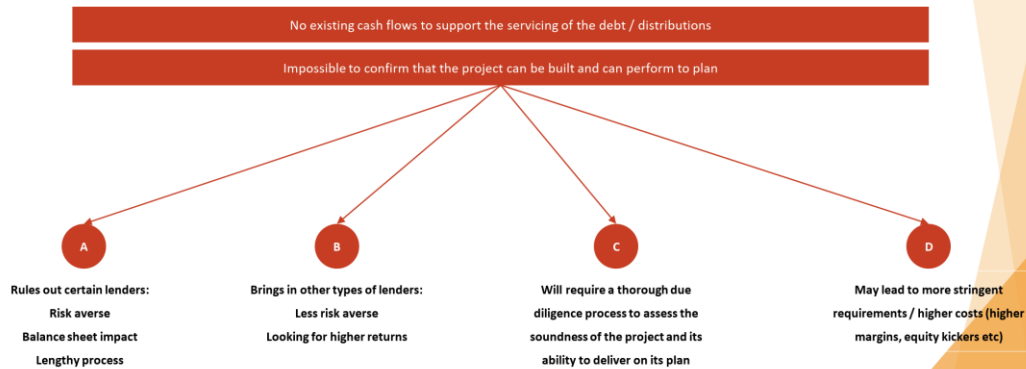 No existing cash flows to support the servicing of the debt / distributions
Impossible to confirm that the project can be built and can perform to plan
A
Rules out certain lenders:
Risk averse
Balance sheet impact
Lengthy process
B
Brings in other types of lenders:
Less risk averse
Looking for higher returns
C
Will require a thorough due
diligence process to assess the
soundness of the project and its
ability to deliver on its plan
D
May lead to more stringent
requirements / higher costs (higher
margins, equity kickers etc)